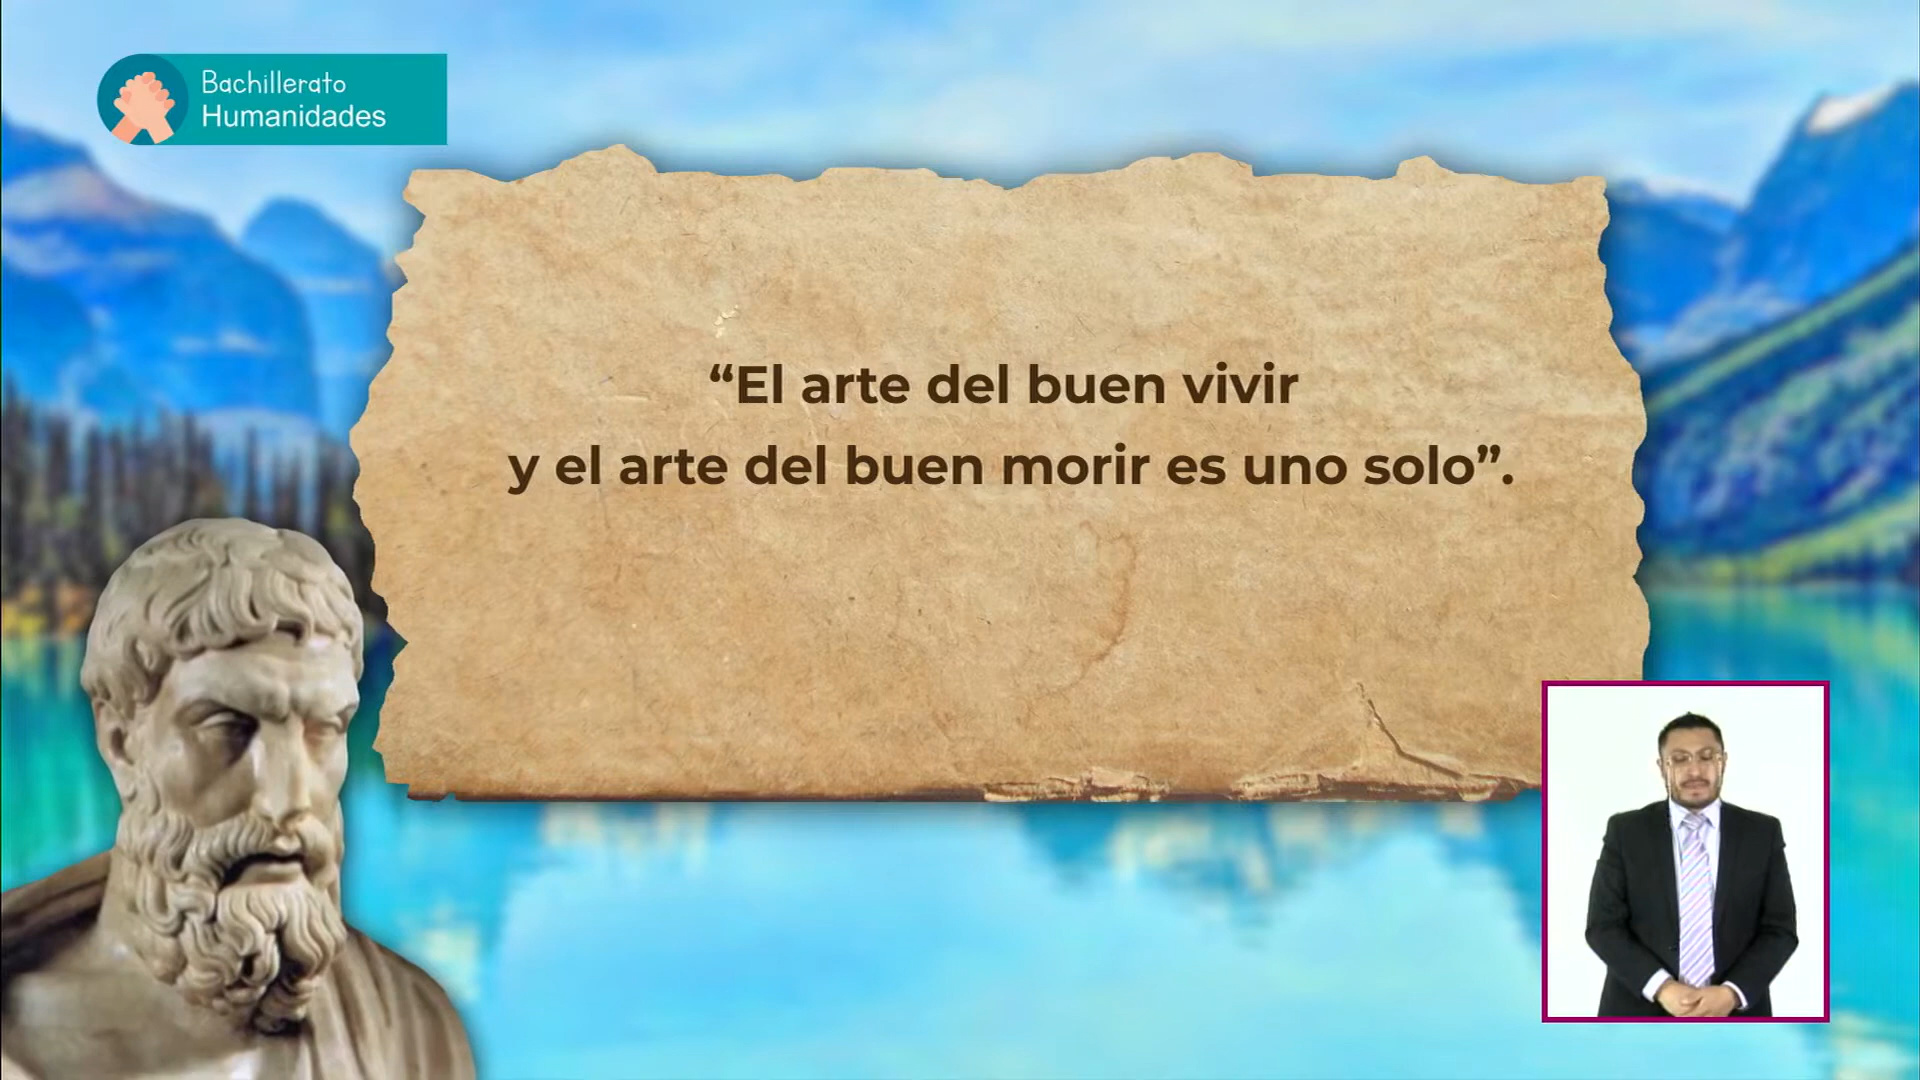 Bachillerato
Humanidades
“El arte del buen vivir
y el arte del buen morir es uno solo”.